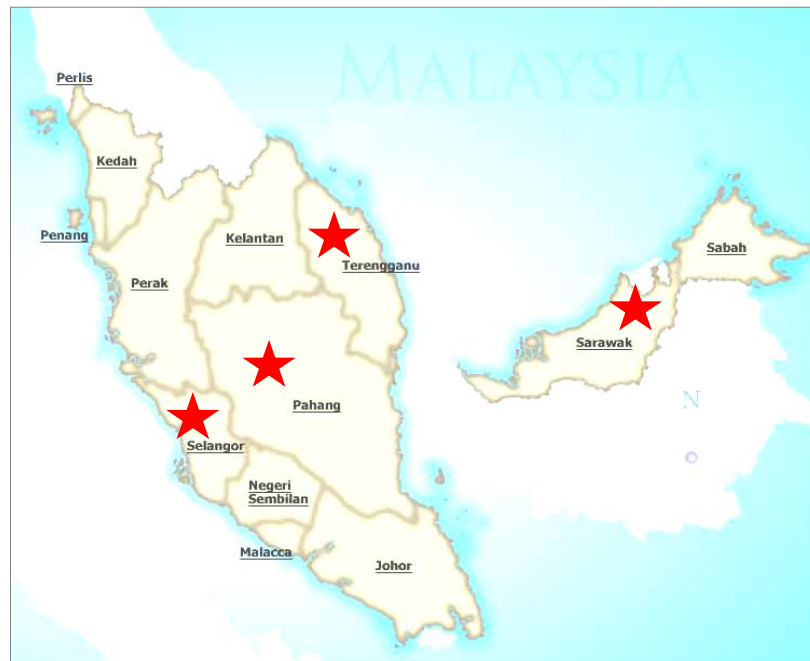 MALAYSIA
Perlis
Kedah
Penang
Kelantan
Terengganu
Perak
Sabah
Sarawak
Pahang
N
Selangor
Negeri
Sembilan
Malacca
Johor